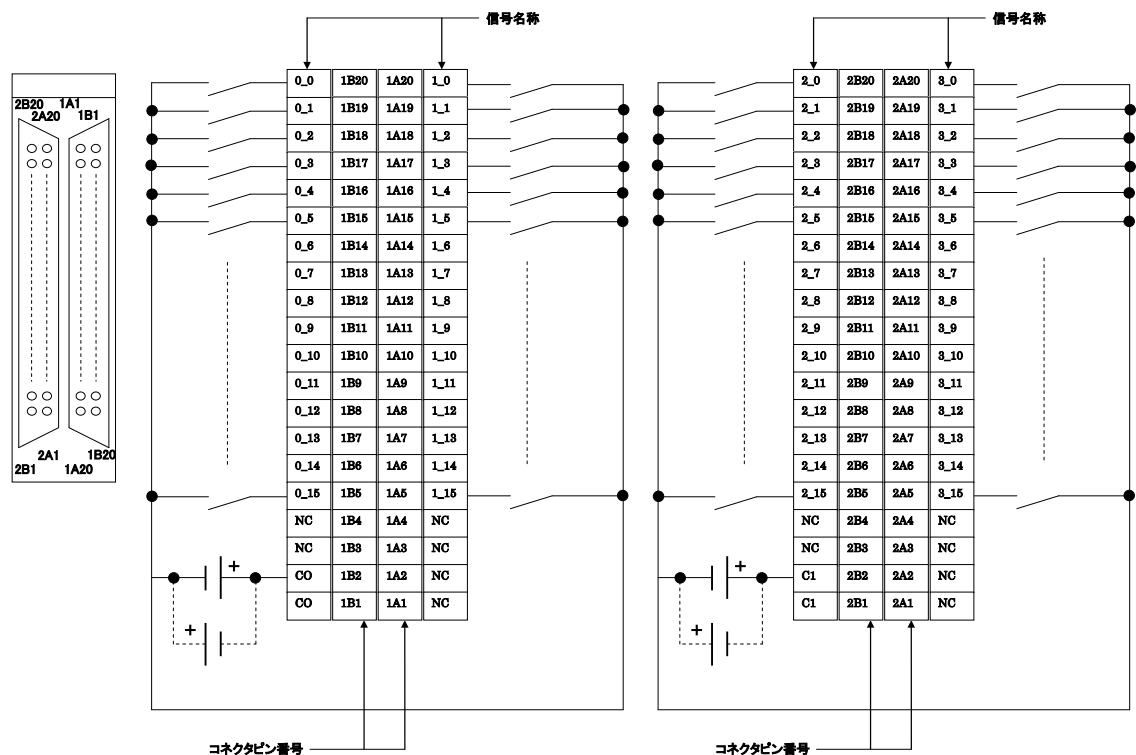 信号名称
信号名称
2B20 1A1
2A20 1B1
2A1 1B20
2B1 1A20
0_0 1B20 1A20 1_0
0_1 1B19 1A19 1_1
0_2 1B18 1A18 1_2
0_3 1B17 1A17 1_3
0_4 1B16 1A16 1_4
0_5 1B15 1A15 1_5
0_6 1B14 1A14 1_6
0_7 1B13 1A13 1_7
0_8 1B12 1A12 1_8
0_9 1B11 1A11 1_9
0_10 1B10 1A10 1_10
0_11 1B9 1A9 1_11
0_12 1B8 1A8 1_12
0_13 1B7 1A7 1_13
0_14 1B6 1A6 1_14
0_15 1B5 1A5 1_15
NC 1B4 1A4 NC
NC 1B3 1A3 NC
CO 1B2 1A2 NC
CO 1B1 1A1 NC
+
+
2_0 2B20 2A20 3_0
2_1 2B19 2A19 3_1
2_2 2B18 2A18 3_2
2_3 2B17 2A17 3_3
2_4 2B16 2A16 3_4
2_5 2B15 2A15 3_5
2_6 2B14 2A14 3_6
2_7 2B13 2A13 3_7
2_8 2B12 2A12 3_8
2_9 2B11 2A11 3_9
2_10 2B10 2A10 3_10
2_11 2B9 2A9 3_11
2_12 2B8 2A8 3_12
2_13 2B7 2A7 3_13
2_14 2B6 2A6 3_14
2_15 2B5 2A5 3_15
NC 2B4 2A4 NC
NC 2B3 2A3 NC
C1 2B2 2A2 NC
C1 2B1 2A1 NC
+
+
コネクタピン番号
コネクタピン番号